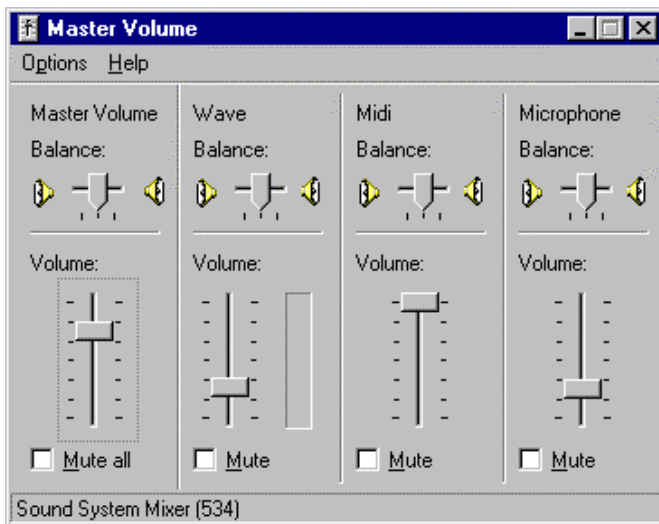 Master Volume
Options Help
Master Volume
Balance:
Volume:
Mute all
Wave
Balance:
Volume:
Mute
Midi
Balance:
Volume:
Mute
Microphone
Balance:
Volume:
Mute
Sound System Mixer (534)